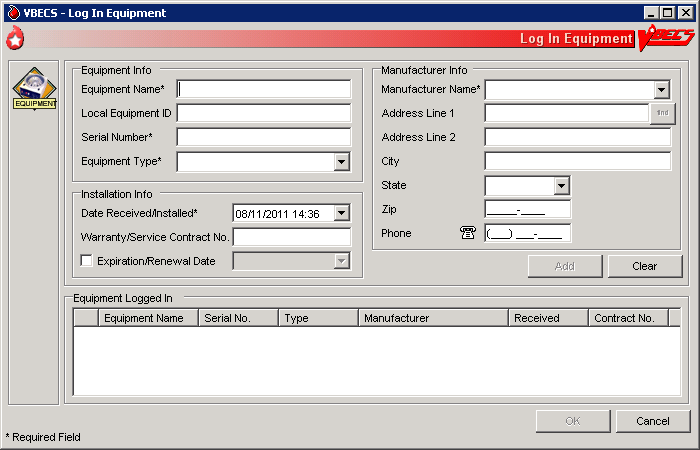 VBECS - Log In Equipment
Log In Equipment VBECS
EQUIPMENT
Equipment Info
Equipment Name*
Local Equipment ID
Serial Number*
Equipment Type*
Installation Info
Date Received/Installed* 08/11/2011 14:36
Warranty/Service Contract No.
Expiration/Renewal Date
Manufacturer Info
Manufacturer Name*
Address Line 1 find
Address Line 2
City
State
Zip _____-____
Phone (___) ___-____
Add Clear
Equipment Logged In
Equipment Name Serial No. Type Manufacturer Received Contract No.
OK Cancel
* Required Field